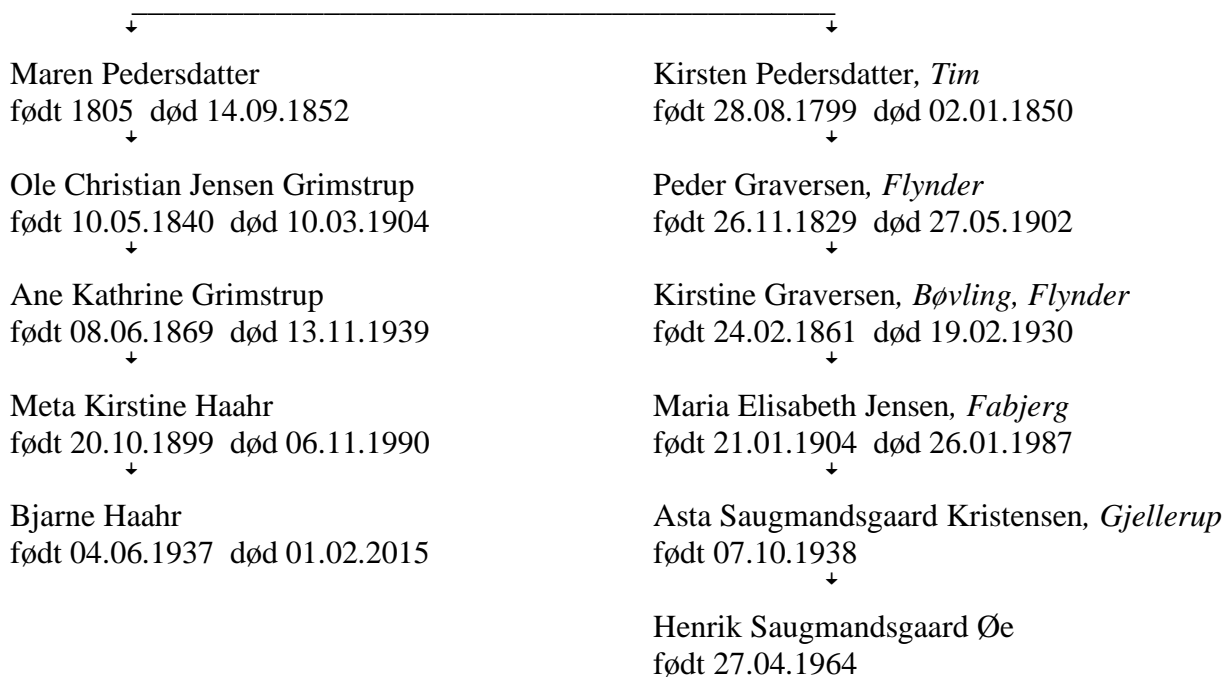 Maren Pedersdatter
født 1805 død 14.09.1852
Ole Christian Jensen Grimstrup
født 10.05.1840 død 10.03.1904
Ane Kathrine Grimstrup
født 08.06.1869 død 13.11.1939
Meta Kirstine Haahr
født 20.10.1899 død 06.11.1990
Bjarne Haahr
født 04.06.1937 død 01.02.2015
Kirsten Pedersdatter, Tim
født 28.08.1799 død 02.01.1850
Peder Graversen, Flynder
født 26.11.1829 død 27.05.1902
Kirstine Graversen, Bøvling, Flynder
født 24.02.1861 død 19.02.1930
Maria Elisabeth Jensen, Fabjerg
født 21.01.1904 død 26.01.1987
Asta Saugmandsgaard Kristensen, Gjellerup
født 07.10.1938
Henrik Saugmandsgaard Øe
født 27.04.1964